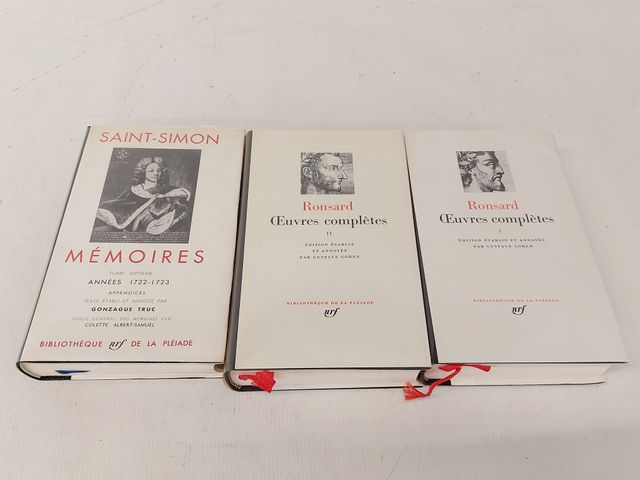 SAINT-SIMON
MÉMOIRES
TOME SEPTIÈME
ANNÉES 1722-1723
APPENDICES
TEXTE ÉTABLI ET ANNOTÉ PAR
GONZAGUE TRUC
INDEX GÉNÉRAL DES MÉMOIRES PAR
COLETTE ALBERT-SAMUEL
BIBLIOTHÈQUE nrf DE LA PLÉIADE
Ronsard
Œuvres complètes
II
ÉDITION ÉTABLIE
ET ANNOTÉE
PAR GUSTAVE COHEN
BIBLIOTHÈQUE DE LA PLÉIADE
nrf
Ronsard
Œuvres complètes
I
ÉDITION ÉTABLIE ET ANNOTÉE
PAR GUSTAVE COHEN
BIBLIOTHÈQUE DE LA PLÉIADE
nrf